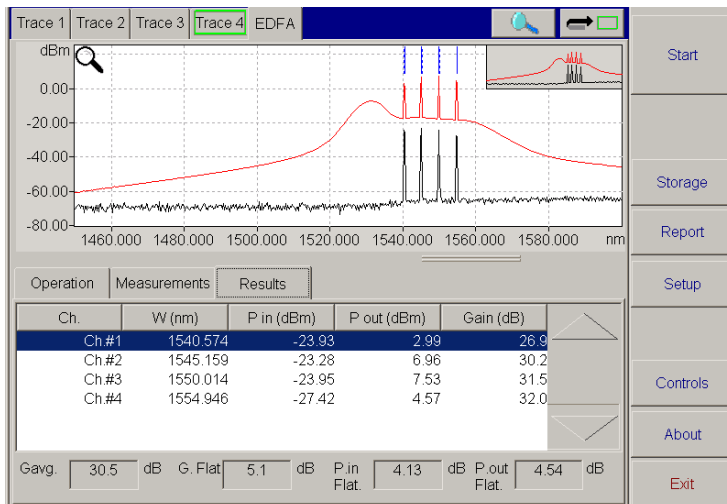 Trace 1 Trace 2 Trace 3 Trace 4 EDFA
dBm
0.00
-20.00
-40.00
-60.00
-80.00
1460.000 1480.000 1500.000 1520.000 1540.000 1560.000 1580.000 nm
Operation Measurements Results
Ch. W (nm) P in (dBm) P out (dBm) Gain (dB)
Ch.#1 1540.574 -23.93 2.99 26.9
Ch.#2 1545.159 -23.28 6.96 30.2
Ch.#3 1550.014 -23.95 7.53 31.5
Ch.#4 1554.946 -27.42 4.57 32.0
Gavg. 30.5 dB G. Flat 5.1 dB P.in Flat. 4.13 dB P.out Flat. 4.54 dB
Start
Storage
Report
Setup
Controls
About
Exit